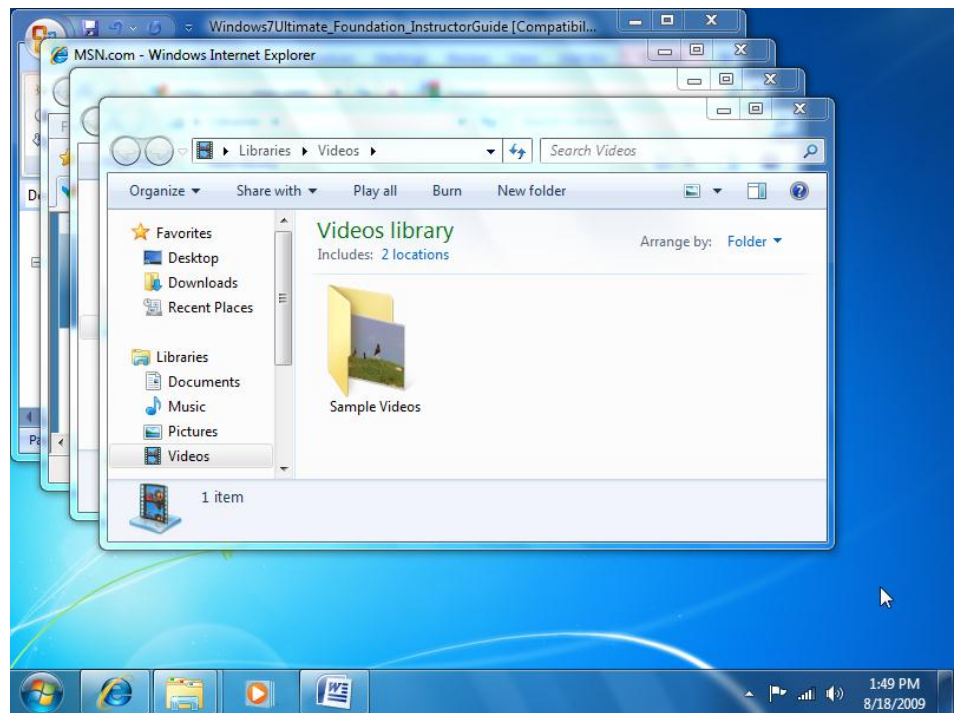 Windows7Ultimate_Foundation_InstructorGuide [Compatibil...
MSN.com - Windows Internet Explorer
Libraries Videos
Search Videos
Organize Share with Play all Burn New folder
Favorites
Desktop
Downloads
Recent Places
Libraries
Documents
Music
Pictures
Videos
Videos library
Includes: 2 locations
Arrange by: Folder
Sample Videos
1 item
1:49 PM
8/18/2009